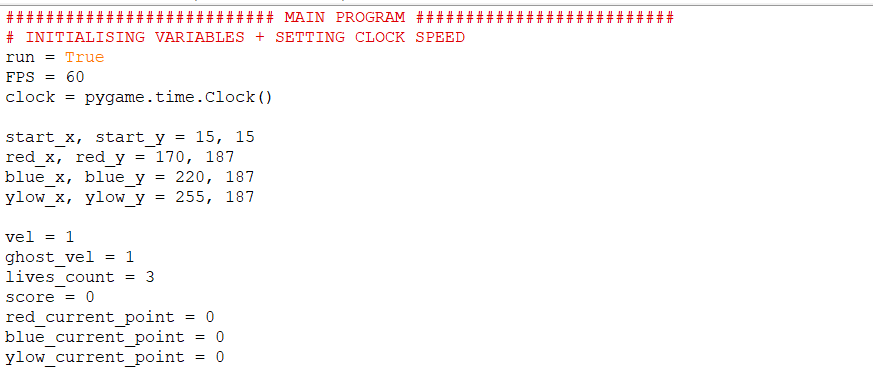 ########################### MAIN PROGRAM ##########################
# INITIALISING VARIABLES + SETTING CLOCK SPEED
run = True
FPS = 60
clock = pygame.time.Clock()
start_x, start_y = 15, 15
red_x, red_y = 170, 187
blue_x, blue_y = 220, 187
ylow_x, ylow_y = 255, 187
vel = 1
ghost_vel = 1
lives_count = 3
score = 0
red_current_point = 0
blue_current_point = 0
ylow_current_point = 0